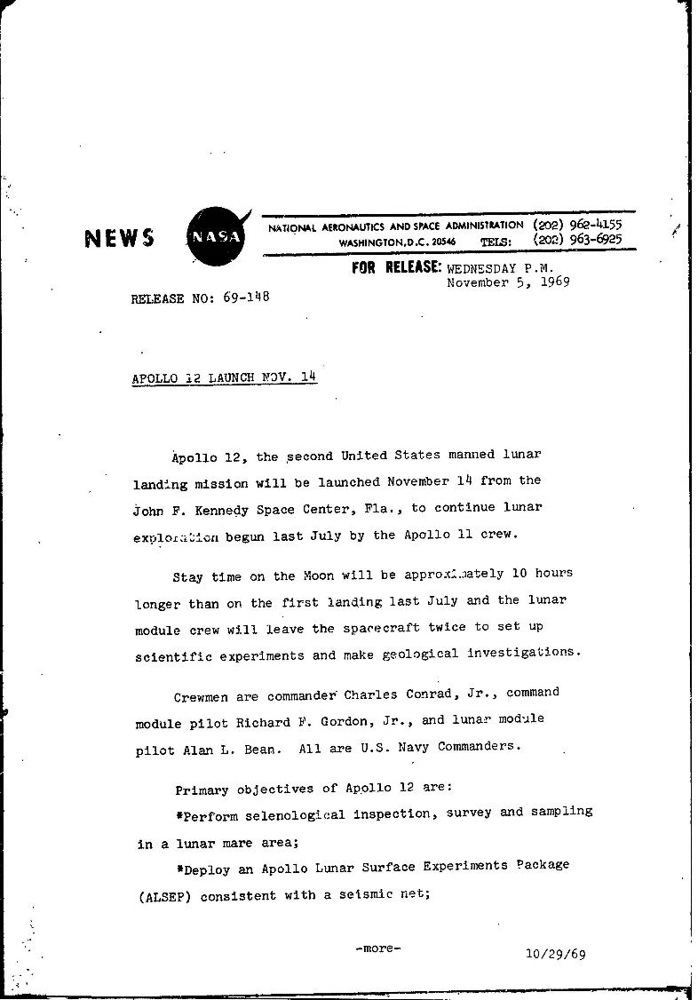 NEWS
NASA
NATIONAL AERONAUTICS AND SPACE ADMINISTRATION (202) 962-4155
WASHINGTON,D.C. 20546 TELS: (202) 963-6925
FOR RELEASE: WEDNESDAY P.M.
November 5, 1969
RELEASE NO: 69-148
APOLLO 12 LAUNCH NOV. 14
Apollo 12, the second United States manned lunar
landing mission will be launched November 14 from the
John F. Kennedy Space Center, Fla., to continue lunar
exploration begun last July by the Apollo 11 crew.
Stay time on the Moon will be approximately 10 hours
longer than on the first landing last July and the lunar
module crew will leave the spacecraft twice to set up
scientific experiments and make geological investigations.
Crewmen are commander Charles Conrad, Jr., command
module pilot Richard F. Gordon, Jr., and lunar module
pilot Alan L. Bean. All are U.S. Navy Commanders.
Primary objectives of Apollo 12 are:
*Perform selenological inspection, survey and sampling
in a lunar mare area;
*Deploy an Apollo Lunar Surface Experiments Package
(ALSEP) consistent with a seismic net;
-more-
10/29/69